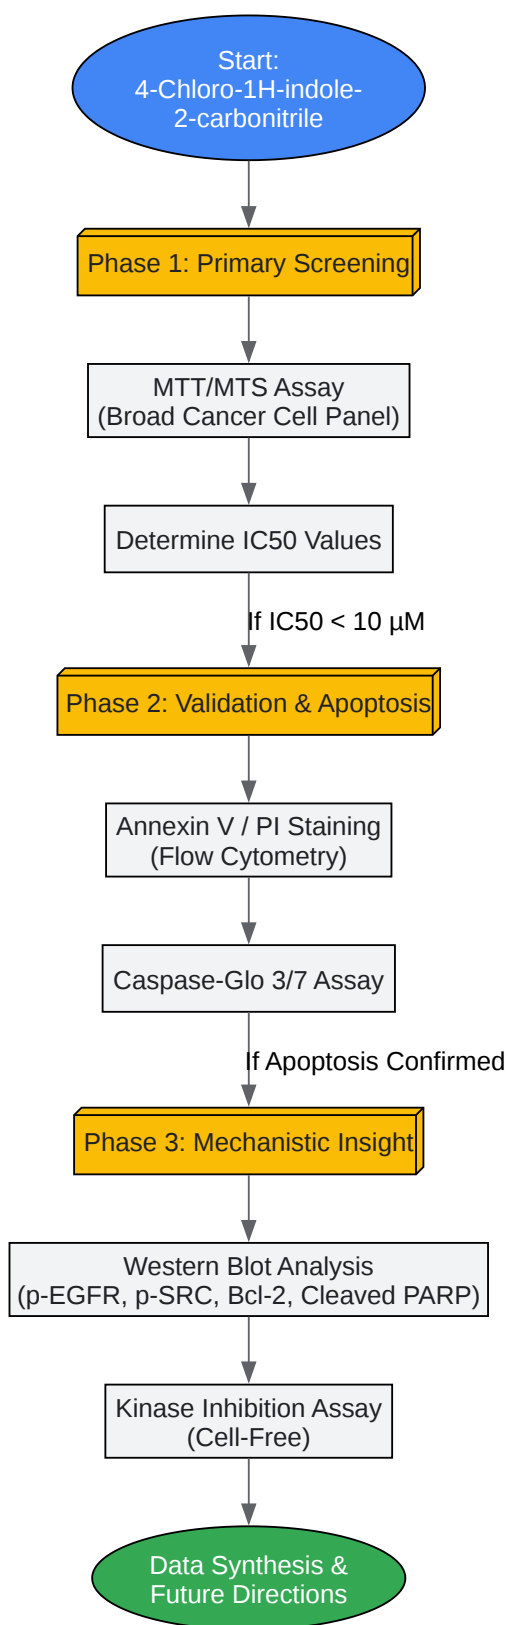 Start:
4-Chloro-1H-indole-
2-carbonitrile
Phase 1: Primary Screening
MTT/MTS Assay
(Broad Cancer Cell Panel)
Determine IC50 Values
If IC50 < 10 µM
Phase 2: Validation & Apoptosis
Annexin V / PI Staining
(Flow Cytometry)
Caspase-Glo 3/7 Assay
If Apoptosis Confirmed
Phase 3: Mechanistic Insight
Western Blot Analysis
(p-EGFR, p-SRC, Bcl-2, Cleaved PARP)
Kinase Inhibition Assay
(Cell-Free)
Data Synthesis &
Future Directions